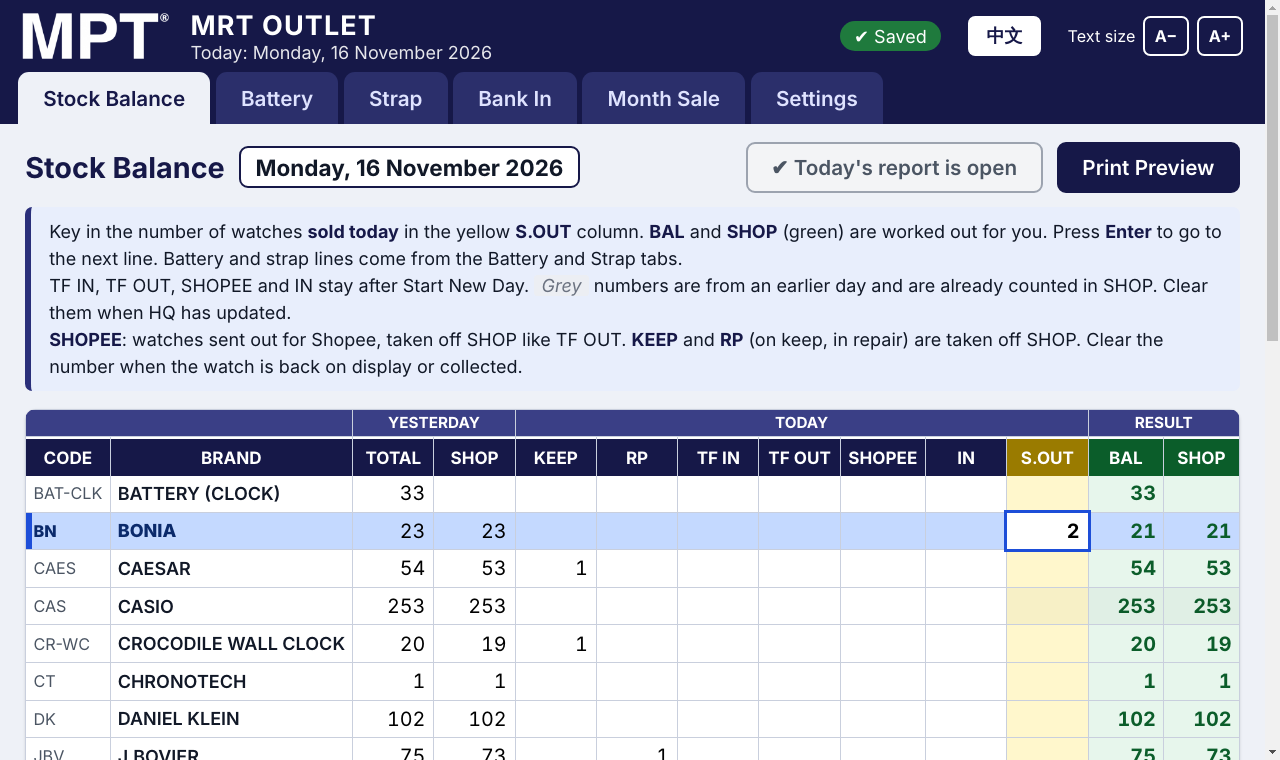 MPT®
MRT OUTLET
Today: Monday, 16 November 2026
✔ Saved
中文
Text size
A−
A+
Stock Balance
Battery
Strap
Bank In
Month Sale
Settings
Stock Balance
Monday, 16 November 2026
✔ Today's report is open
Print Preview
Key in the number of watches sold today in the yellow S.OUT column. BAL and SHOP (green) are worked out for you. Press Enter to go to
the next line. Battery and strap lines come from the Battery and Strap tabs.
TF IN, TF OUT, SHOPEE and IN stay after Start New Day. Grey numbers are from an earlier day and are already counted in SHOP. Clear
them when HQ has updated.
SHOPEE: watches sent out for Shopee, taken off SHOP like TF OUT. KEEP and RP (on keep, in repair) are taken off SHOP. Clear the
number when the watch is back on display or collected.
YESTERDAY TODAY RESULT
CODE BRAND TOTAL SHOP KEEP RP TF IN TF OUT SHOPEE IN S.OUT BAL SHOP
BAT-CLK BATTERY (CLOCK) 33 33
BN BONIA 23 23 2 21 21
CAES CAESAR 54 53 1 54 53
CAS CASIO 253 253 253 253
CR-WC CROCODILE WALL CLOCK 20 19 1 20 19
CT CHRONOTECH 1 1 1 1
DK DANIEL KLEIN 102 102 102 102
JBV J.BOVIER 75 73 1 75 73